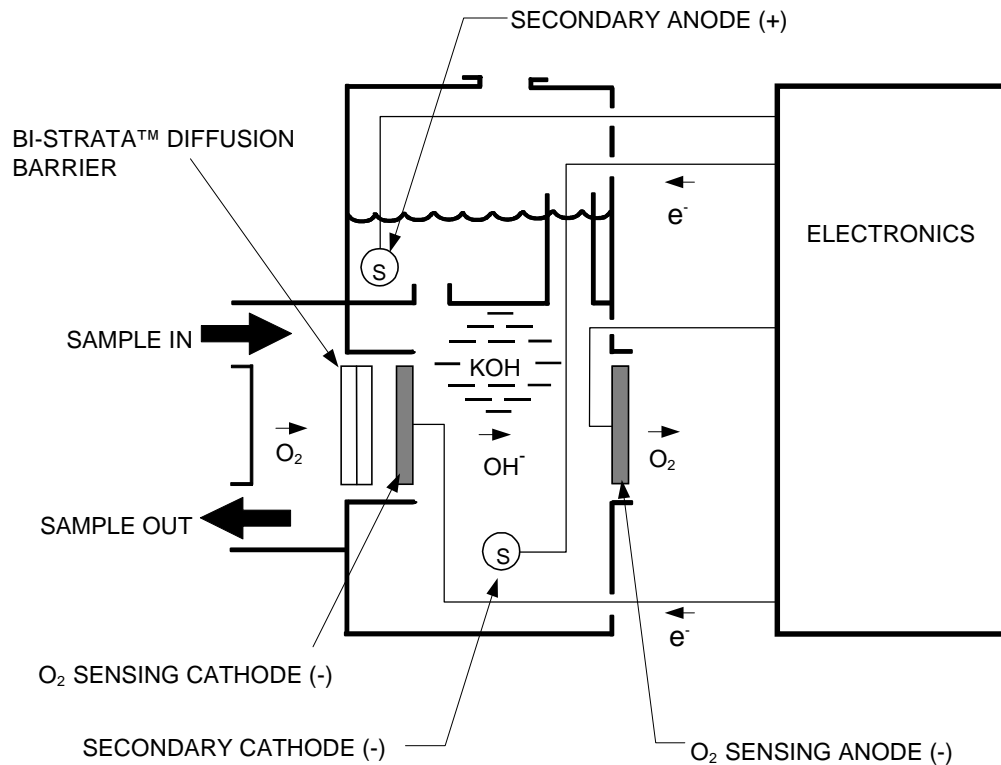 SECONDARY ANODE (+)
BI-STRATA™ DIFFUSION
BARRIER
e-
ELECTRONICS
S
SAMPLE IN
KOH
O₂
OH-
O₂
SAMPLE OUT
S
e-
O₂ SENSING CATHODE (-)
SECONDARY CATHODE (-)
O₂ SENSING ANODE (-)